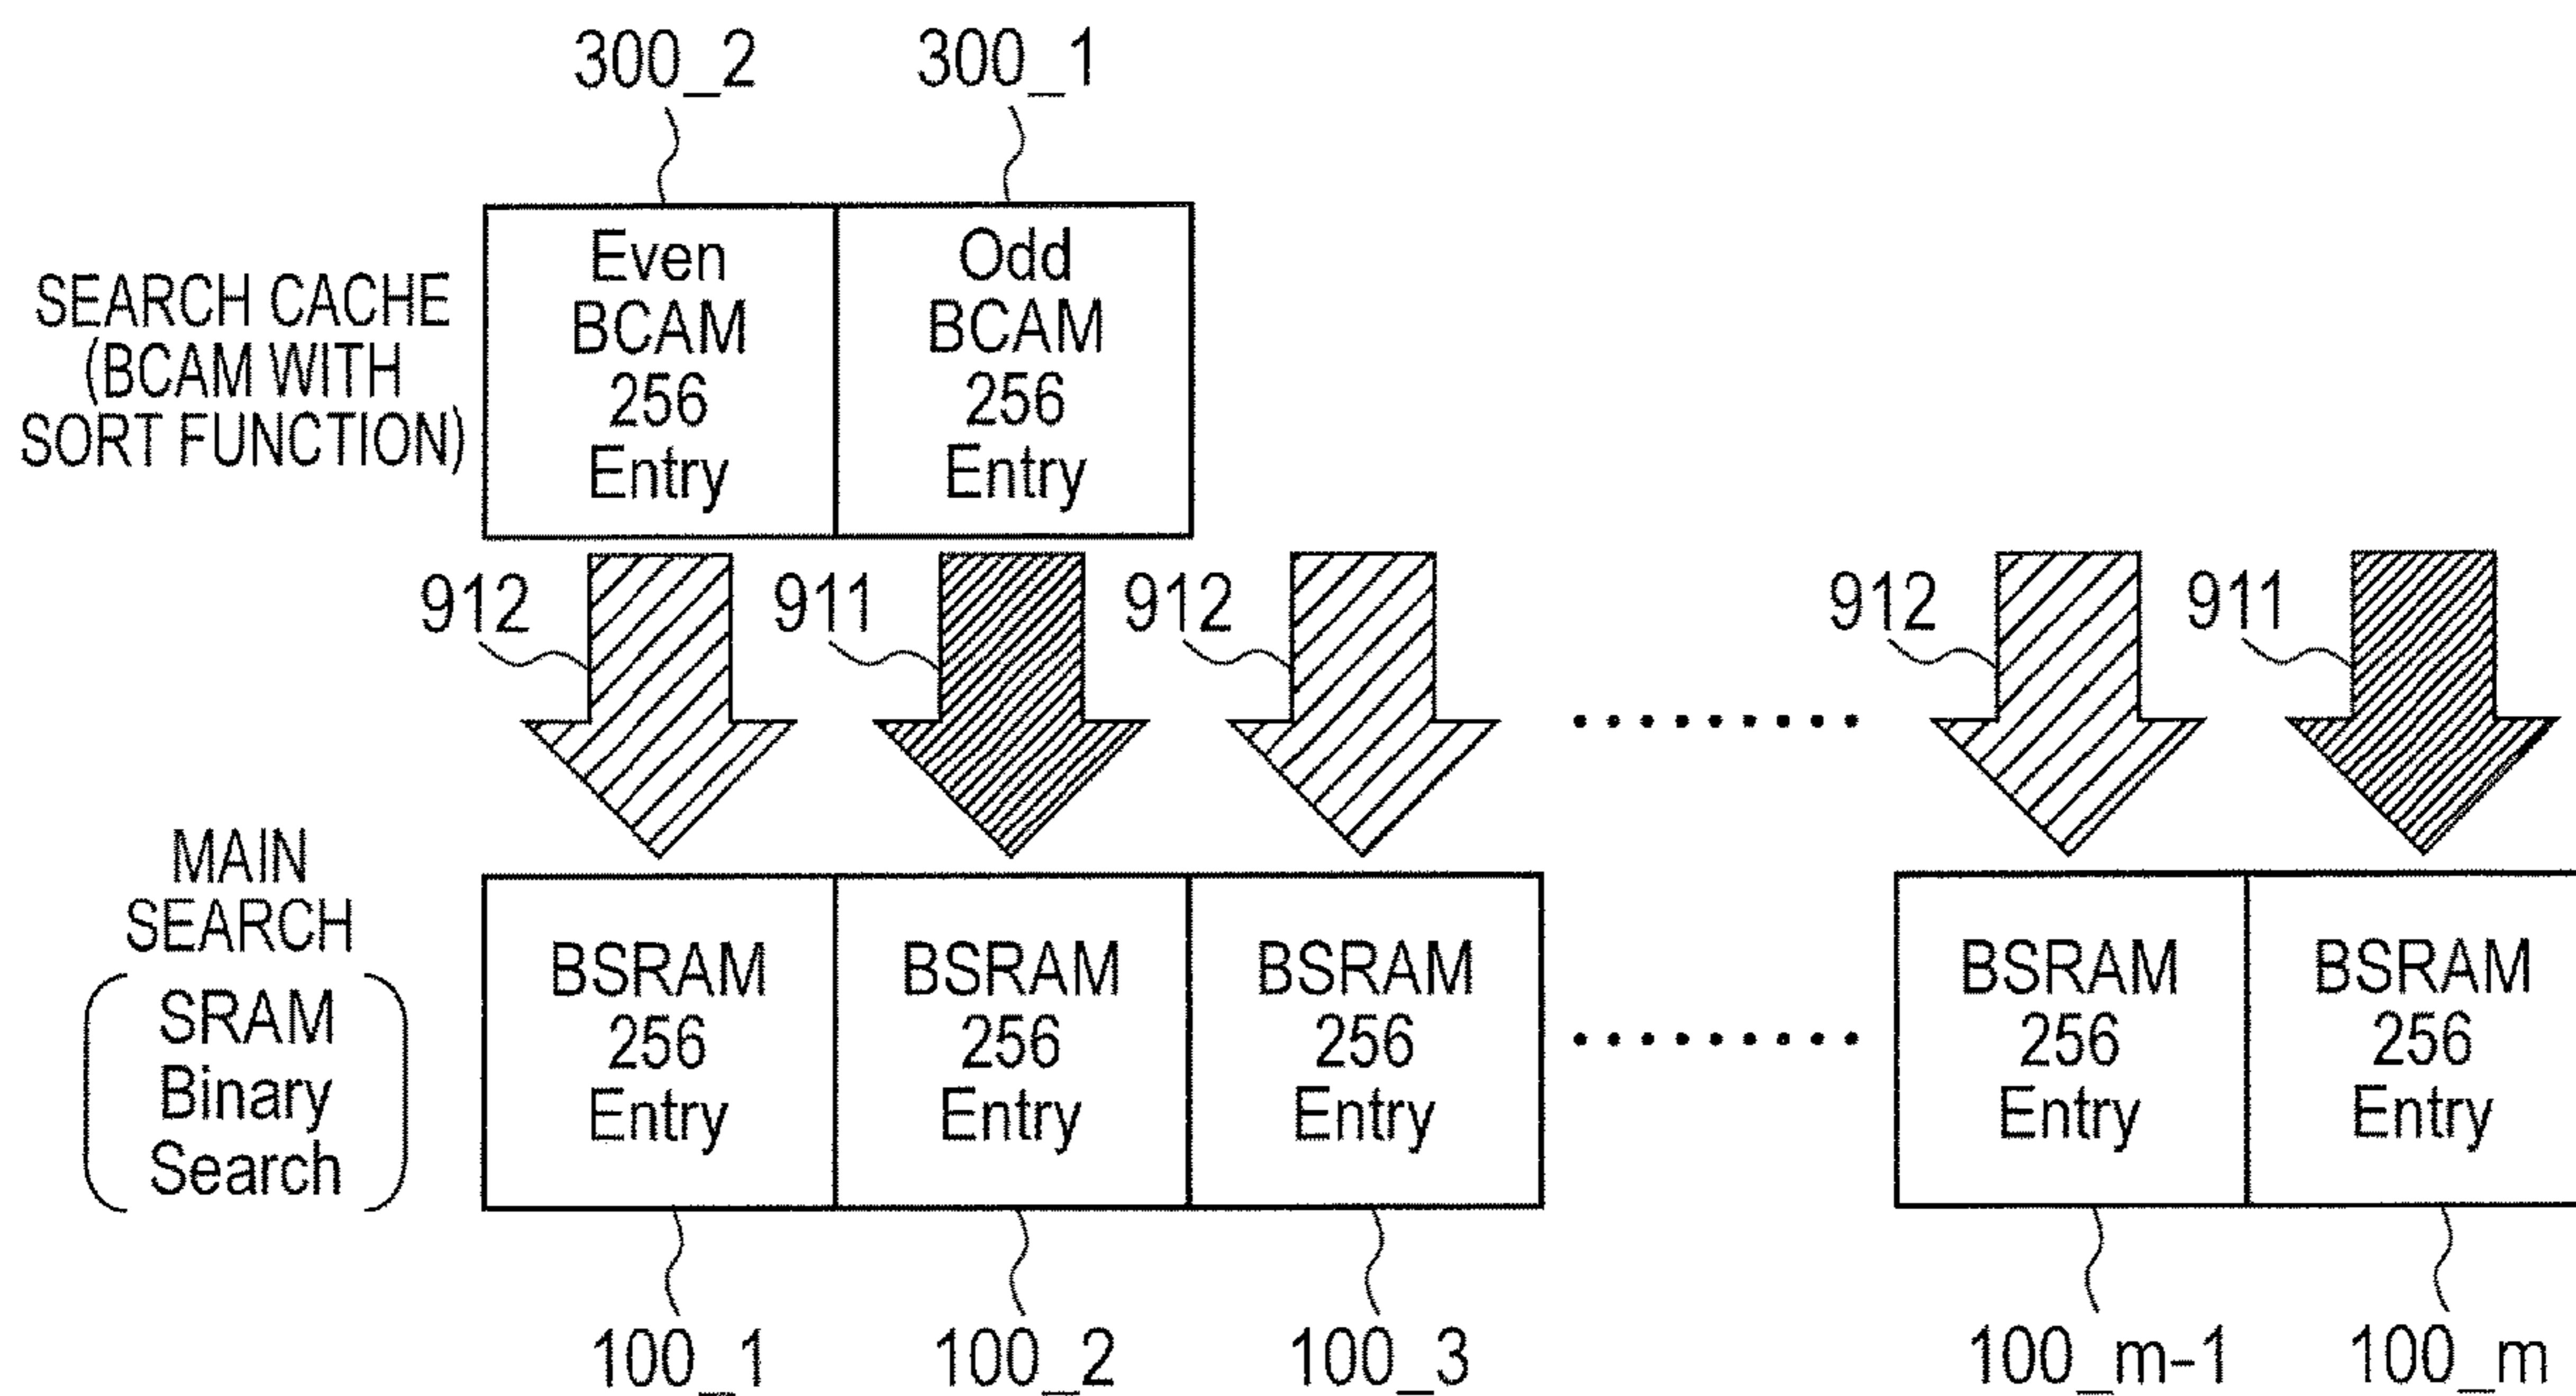 300_2 300_1
SEARCH CACHE
(BCAM WITH
SORT FUNCTION)
Even
BCAM
256
Entry
Odd
BCAM
256
Entry
912 911 912 912 911
MAIN
SEARCH
SRAM
Binary
Search
BSRAM
256
Entry
BSRAM
256
Entry
BSRAM
256
Entry
BSRAM
256
Entry
BSRAM
256
Entry
100_1 100_2 100_3 100_m-1 100_m